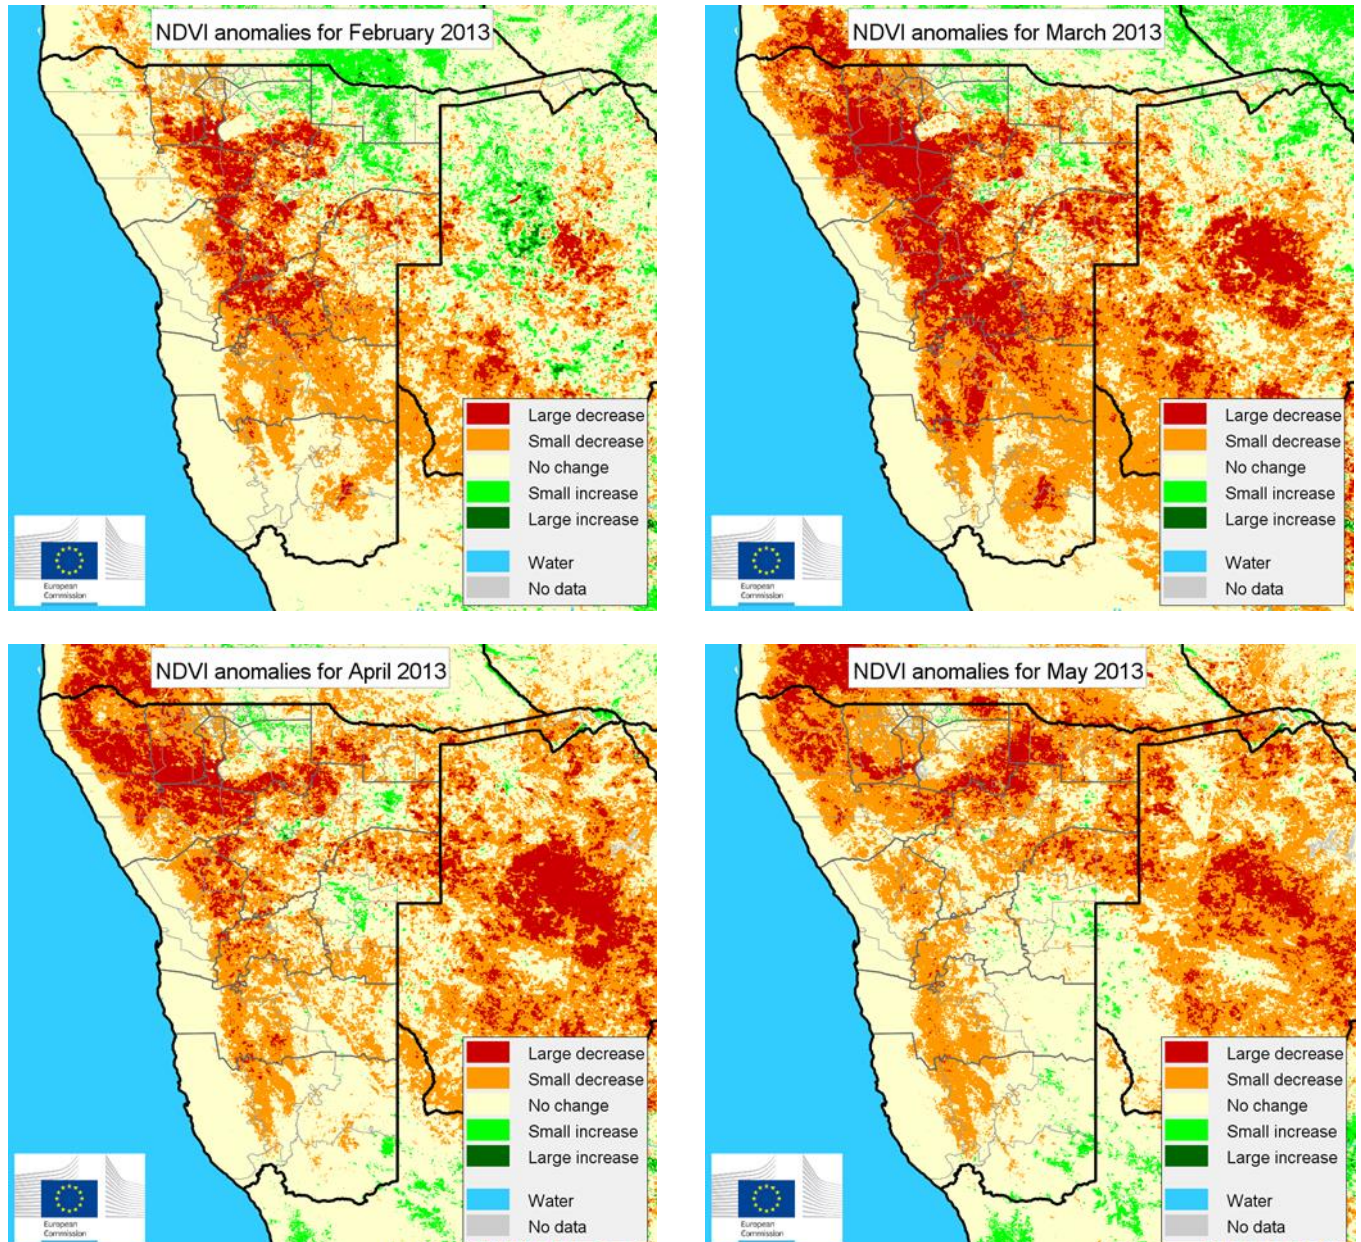 NDVI anomalies for February 2013
Large decrease
Small decrease
No change
Small increase
Large increase
Water
No data
European
Commission
NDVI anomalies for March 2013
Large decrease
Small decrease
No change
Small increase
Large increase
Water
No data
European
Commission
NDVI anomalies for April 2013
Large decrease
Small decrease
No change
Small increase
Large increase
Water
No data
European
Commission
NDVI anomalies for May 2013
Large decrease
Small decrease
No change
Small increase
Large increase
Water
No data
European
Commission